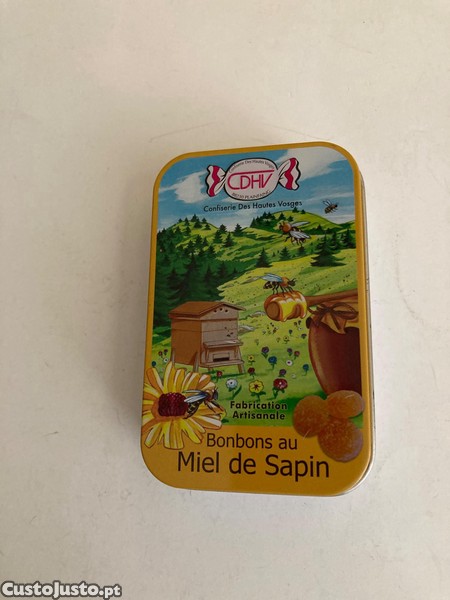 CDHV
Confiserie Des Hautes Vosges
Fabrication
Artisanale
Bonbons au
Miel de Sapin
CustoJusto.pt